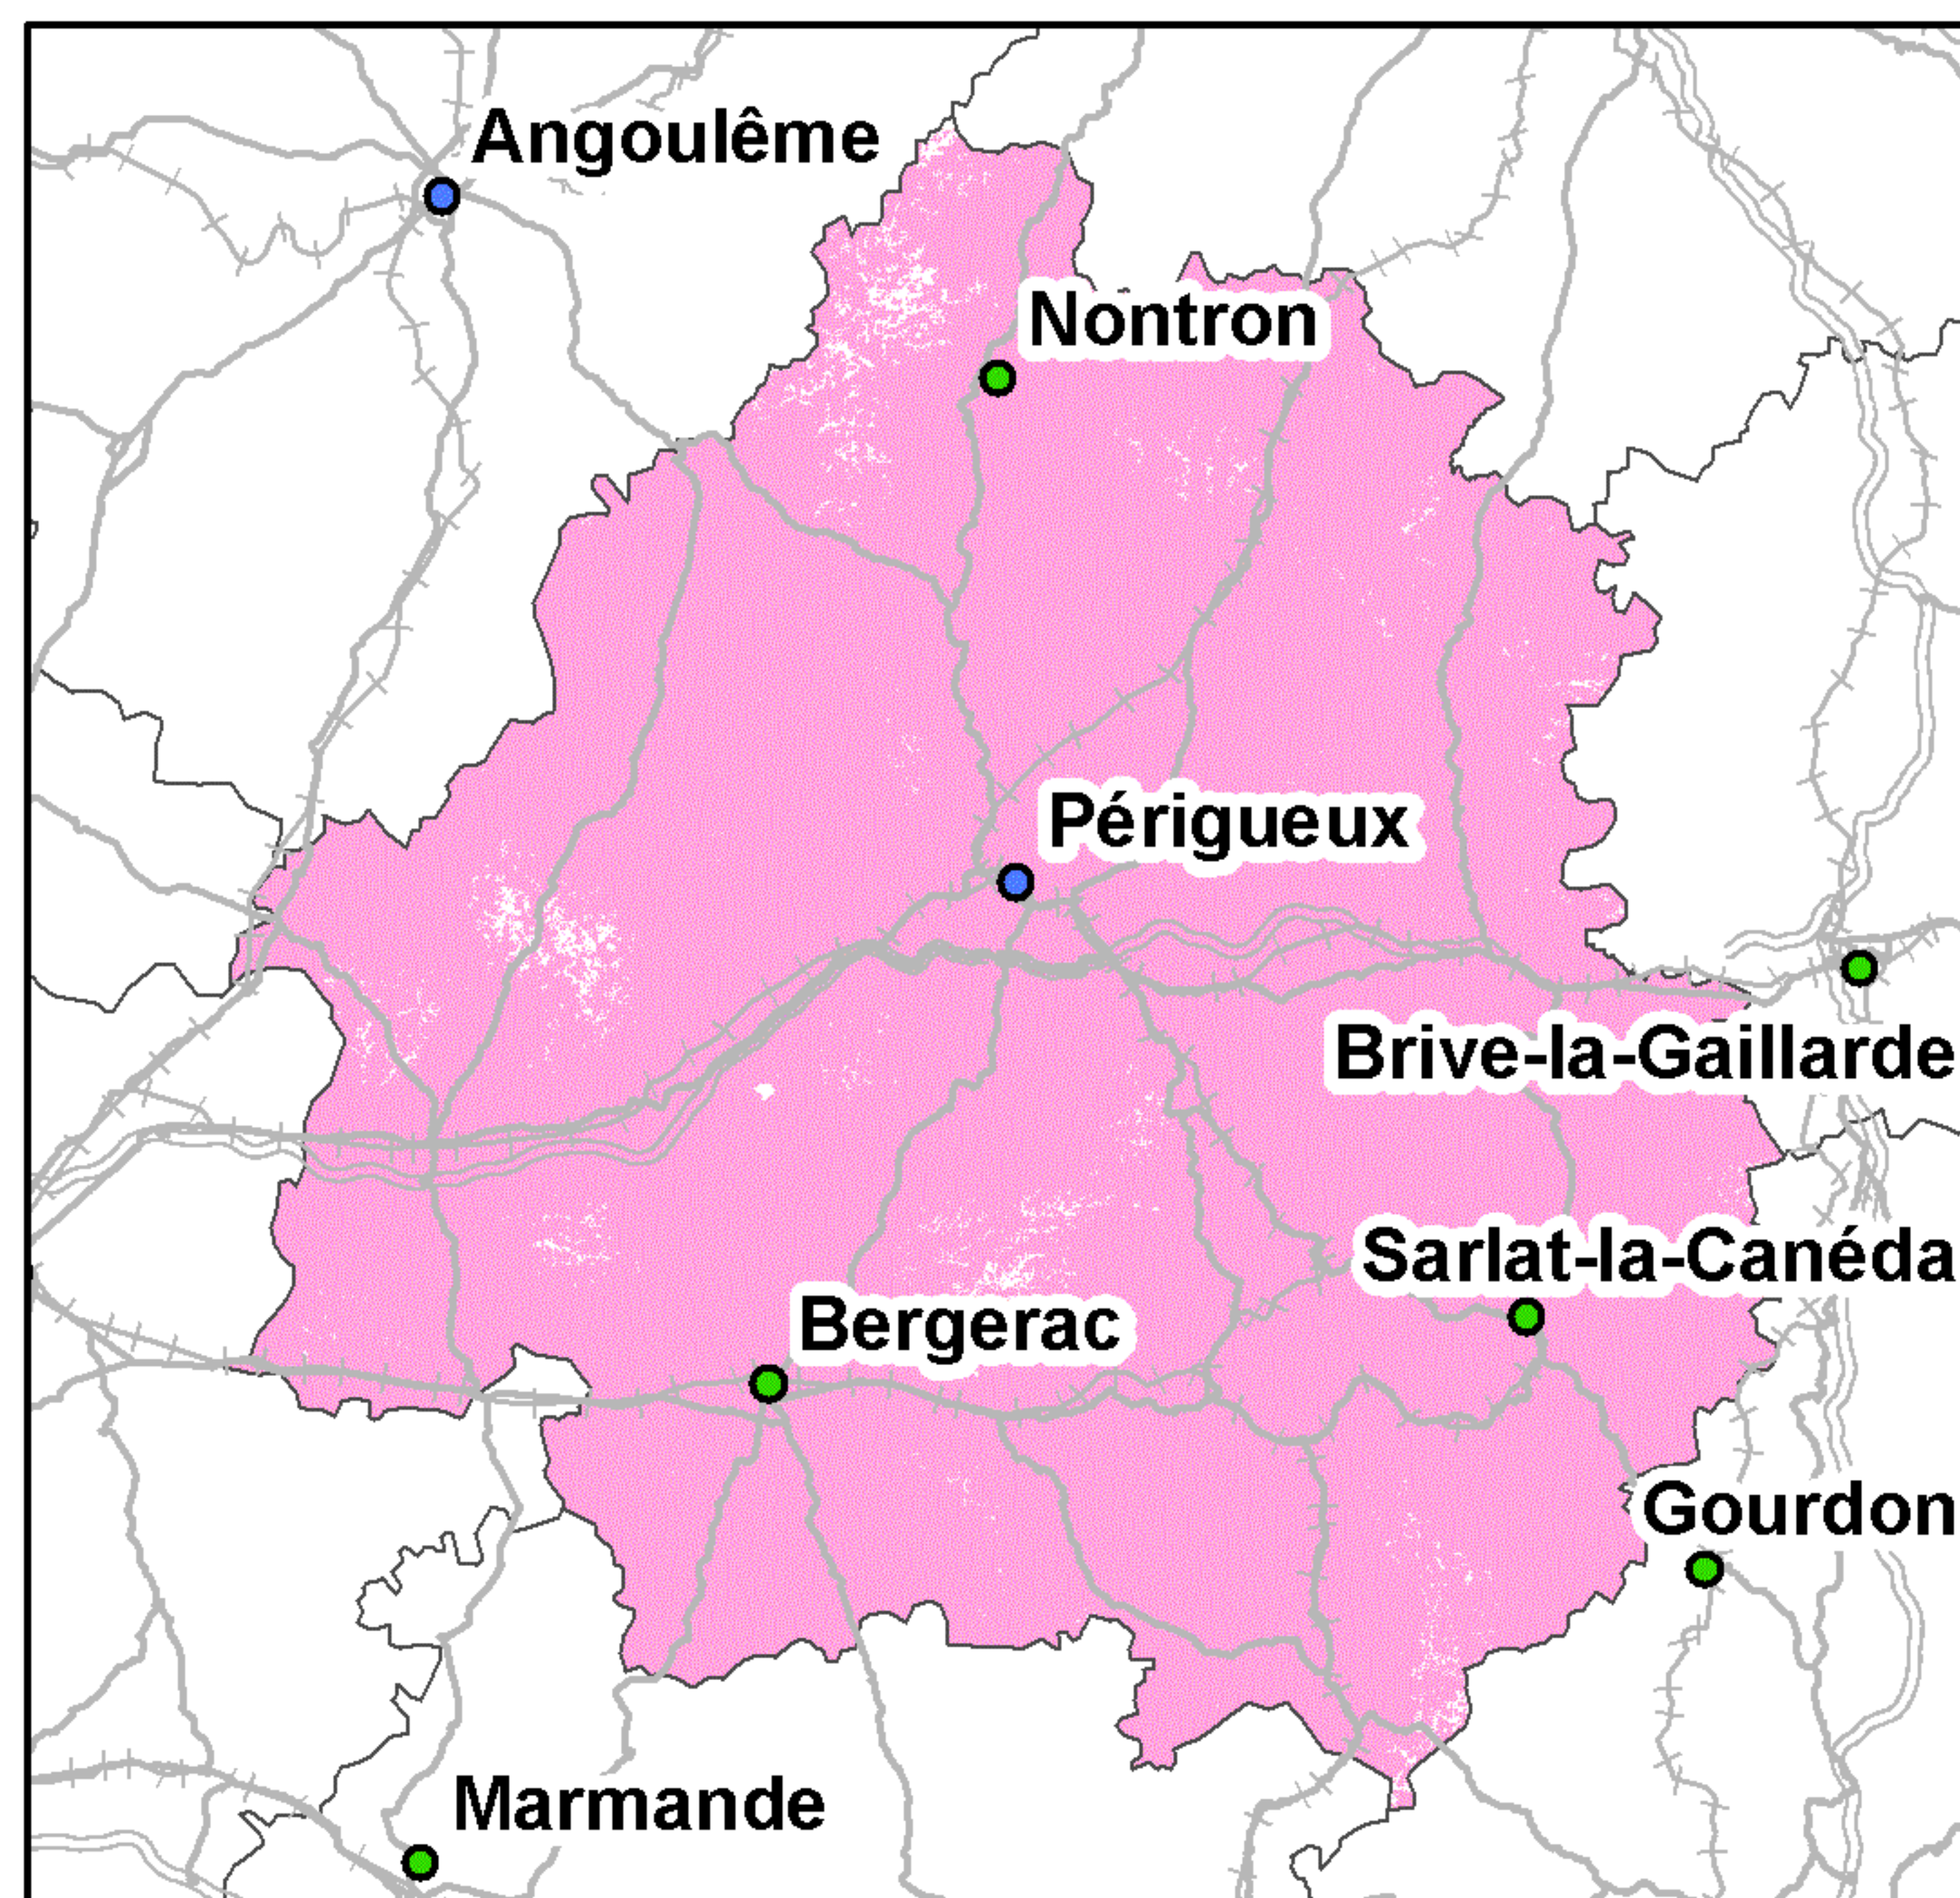 Angoulême
Nontron
Périgueux
Brive-la-Gaillarde
Sarlat-la-Canéda
Bergerac
Gourdon
Marmande